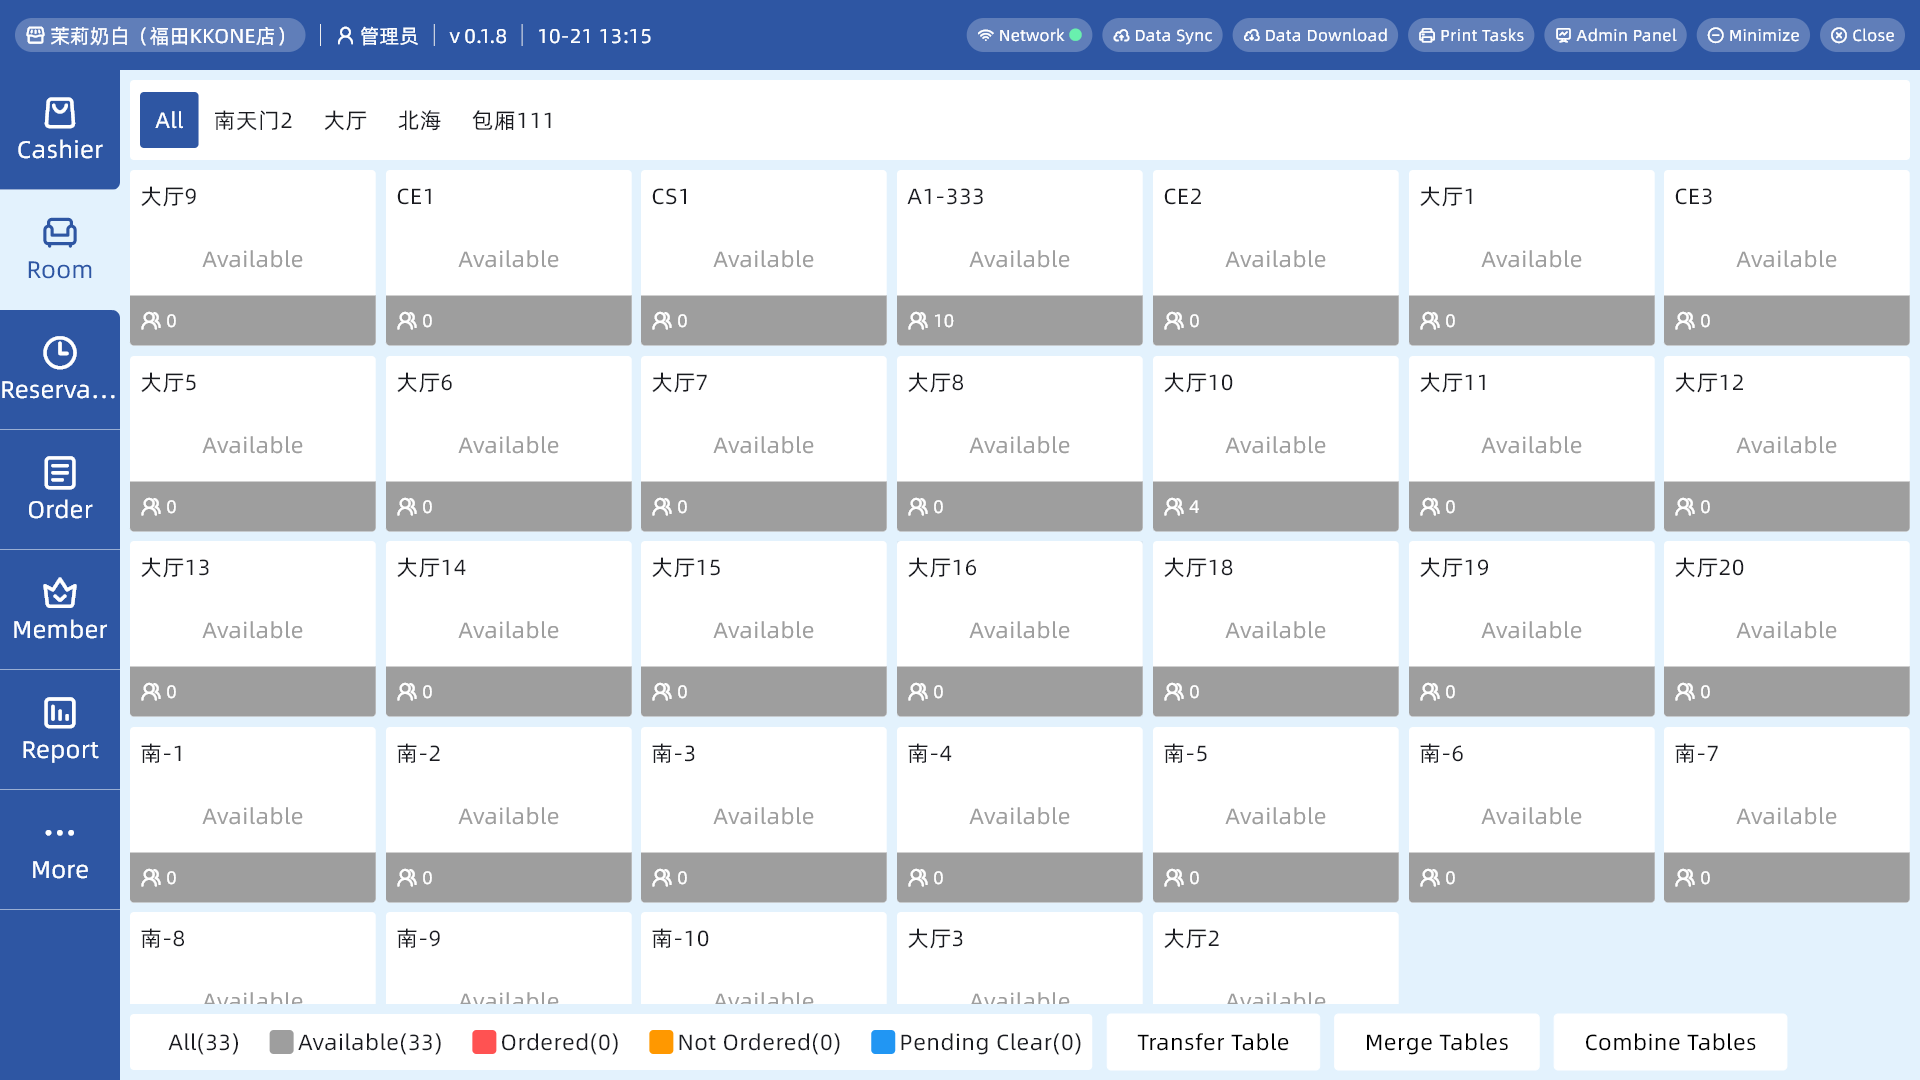 茉莉奶白（福田KKONE店） 管理员 v 0.1.8 10-21 13:15 Network Data Sync Data Download Print Tasks Admin Panel Minimize Close
Cashier
Room
Reserva...
Order
Member
Report
More
All 南天门2 大厅 北海 包厢111
大厅9 CE1 CS1 A1-333 CE2 大厅1 CE3
Available Available Available Available Available Available Available
0 0 0 10 0 0 0
大厅5 大厅6 大厅7 大厅8 大厅10 大厅11 大厅12
Available Available Available Available Available Available Available
0 0 0 0 4 0 0
大厅13 大厅14 大厅15 大厅16 大厅18 大厅19 大厅20
Available Available Available Available Available Available Available
0 0 0 0 0 0 0
南-1 南-2 南-3 南-4 南-5 南-6 南-7
Available Available Available Available Available Available Available
0 0 0 0 0 0 0
南-8 南-9 南-10 大厅3 大厅2
Available Available Available Available Available
All(33) Available(33) Ordered(0) Not Ordered(0) Pending Clear(0) Transfer Table Merge Tables Combine Tables